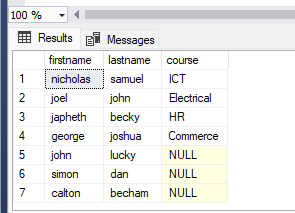 100 %
Results Messages
firstname lastname course
1 nicholas samuel ICT
2 joel john Electrical
3 japheth becky HR
4 george joshua Commerce
5 john lucky NULL
6 simon dan NULL
7 calton becham NULL